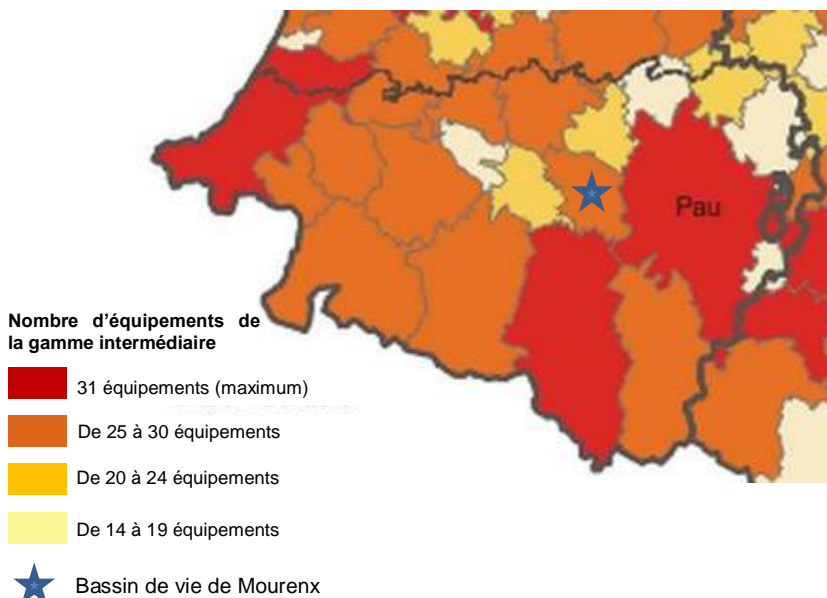 Pau
Nombre d'équipements de
la gamme intermédiaire
31 équipements (maximum)
De 25 à 30 équipements
De 20 à 24 équipements
De 14 à 19 équipements
Bassin de vie de Mourenx